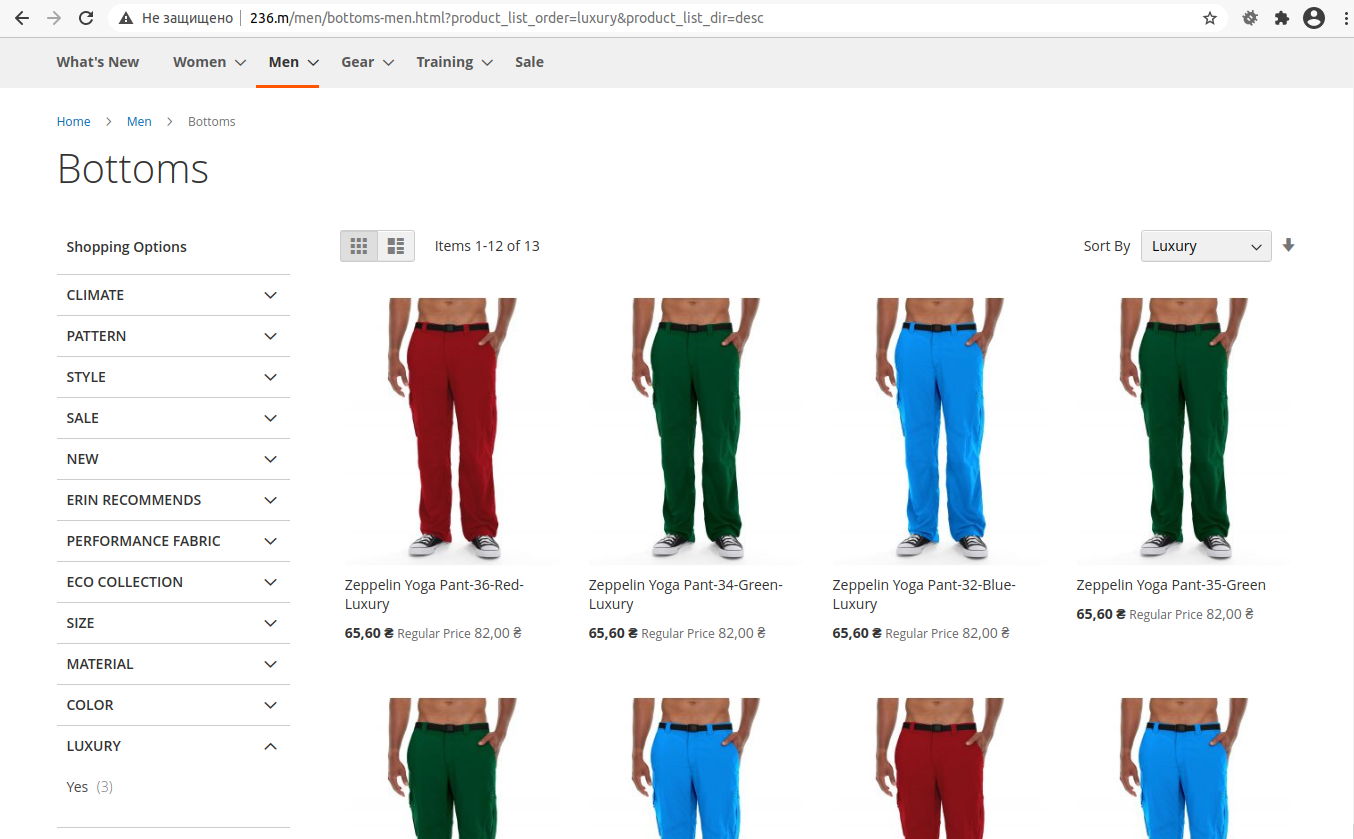 Не защищено 236.m/men/bottoms-men.html?product_list_order=luxury&product_list_dir=desc
What's New Women Men Gear Training Sale
Home Men Bottoms
Bottoms
Shopping Options
Items 1-12 of 13
Sort By Luxury
CLIMATE
PATTERN
STYLE
SALE
NEW
ERIN RECOMMENDS
PERFORMANCE FABRIC
ECO COLLECTION
SIZE
MATERIAL
COLOR
LUXURY
Yes (3)
Zeppelin Yoga Pant-36-Red-
Luxury
65,60 ₴ Regular Price 82,00 ₴
Zeppelin Yoga Pant-34-Green-
Luxury
65,60 ₴ Regular Price 82,00 ₴
Zeppelin Yoga Pant-32-Blue-
Luxury
65,60 ₴ Regular Price 82,00 ₴
Zeppelin Yoga Pant-35-Green
65,60 ₴ Regular Price 82,00 ₴